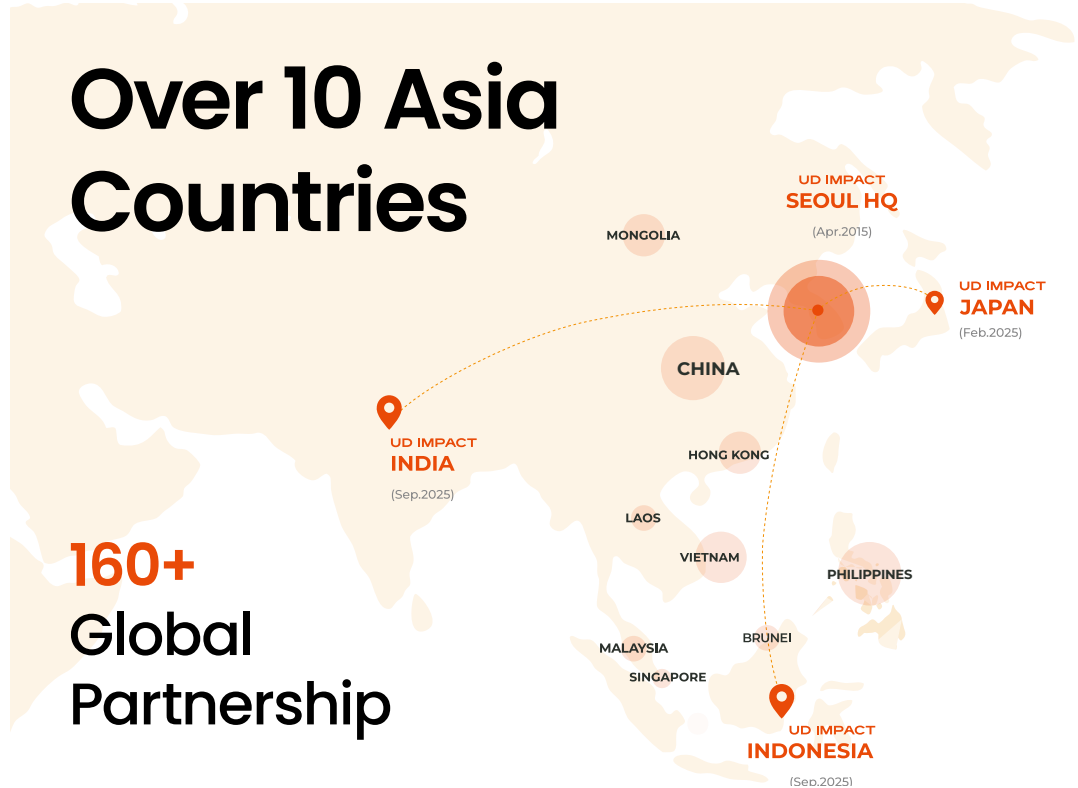 Over 10 Asia
Countries
UD IMPACT
SEOUL HQ
(Apr.2015)
MONGOLIA
UD IMPACT
JAPAN
(Feb.2025)
CHINA
UD IMPACT
INDIA
(Sep.2025)
HONG KONG
LAOS
VIETNAM
PHILIPPINES
160+
Global
Partnership
BRUNEI
MALAYSIA
SINGAPORE
UD IMPACT
INDONESIA
(Sep.2025)